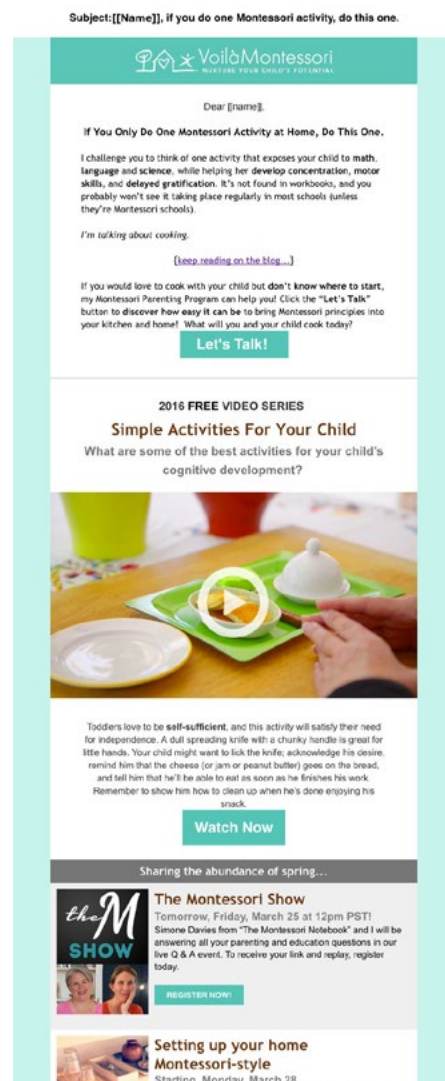 Subject:[[Name]], if you do one Montessori activity, do this one.
VoilàMontessori
NURTURE YOUR CHILD'S POTENTIAL
Dear [[name]],
If You Only Do One Montessori Activity at Home, Do This One.
I challenge you to think of one activity that exposes your child to math,
language and science, while helping her develop concentration, motor
skills, and delayed gratification. It's not found in workbooks, and you
probably won't see it taking place regularly in most schools (unless
they're Montessori schools).
I'm talking about cooking.
[keep reading on the blog...]
If you would love to cook with your child but don't know where to start,
my Montessori Parenting Program can help you! Click the "Let's Talk"
button to discover how easy it can be to bring Montessori principles into
your kitchen and home! What will you and your child cook today?
Let's Talk!
2016 FREE VIDEO SERIES
Simple Activities For Your Child
What are some of the best activities for your child's
cognitive development?
Toddlers love to be self-sufficient, and this activity will satisfy their need
for independence. A dull spreading knife with a chunky handle is great for
little hands. Your child might want to lick the knife; acknowledge his desire,
remind him that the cheese (or jam or peanut butter) goes on the bread,
and tell him that he'll be able to eat as soon as he finishes his work.
Remember to show him how to clean up when he's done enjoying his
snack.
Watch Now
Sharing the abundance of spring...
the M
SHOW
The Montessori Show
Tomorrow, Friday, March 25 at 12pm PST!
Simone Davies from "The Montessori Notebook" and I will be
answering all your parenting and education questions in our
live Q & A event. To receive your link and replay, register
today.
REGISTER NOW!
Setting up your home
Montessori-style
Starting, Monday, March 28